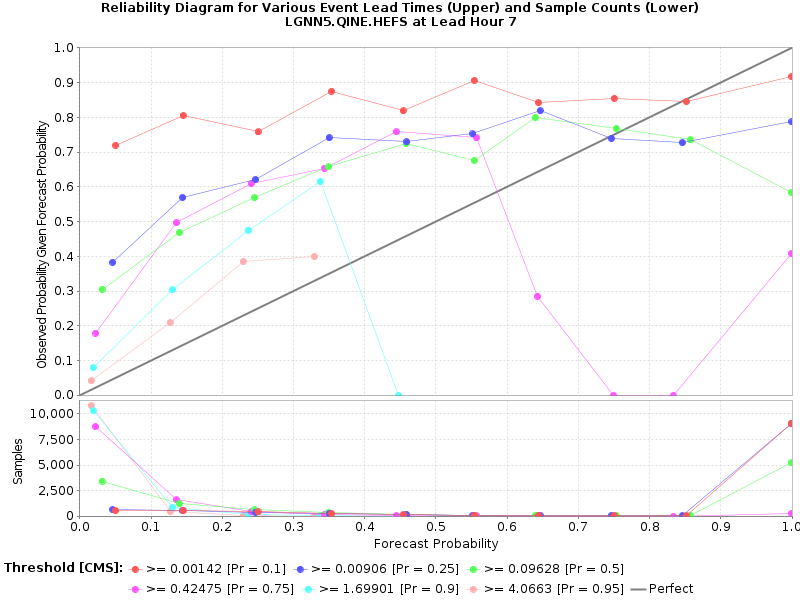 Reliability Diagram for Various Event Lead Times (Upper) and Sample Counts (Lower)
LGNN5.QINE.HEFS at Lead Hour 7
Observed Probability Given Forecast Probability
1.0
0.9
0.8
0.7
0.6
0.5
0.4
0.3
0.2
0.1
0.0
Samples
10,000
7,500
5,000
2,500
0
0.0 0.1 0.2 0.3 0.4 0.5 0.6 0.7 0.8 0.9 1.0
Forecast Probability
Threshold [CMS]: >= 0.00142 [Pr = 0.1] >= 0.00906 [Pr = 0.25] >= 0.09628 [Pr = 0.5]
>= 0.42475 [Pr = 0.75] >= 1.69901 [Pr = 0.9] >= 4.0663 [Pr = 0.95] Perfect